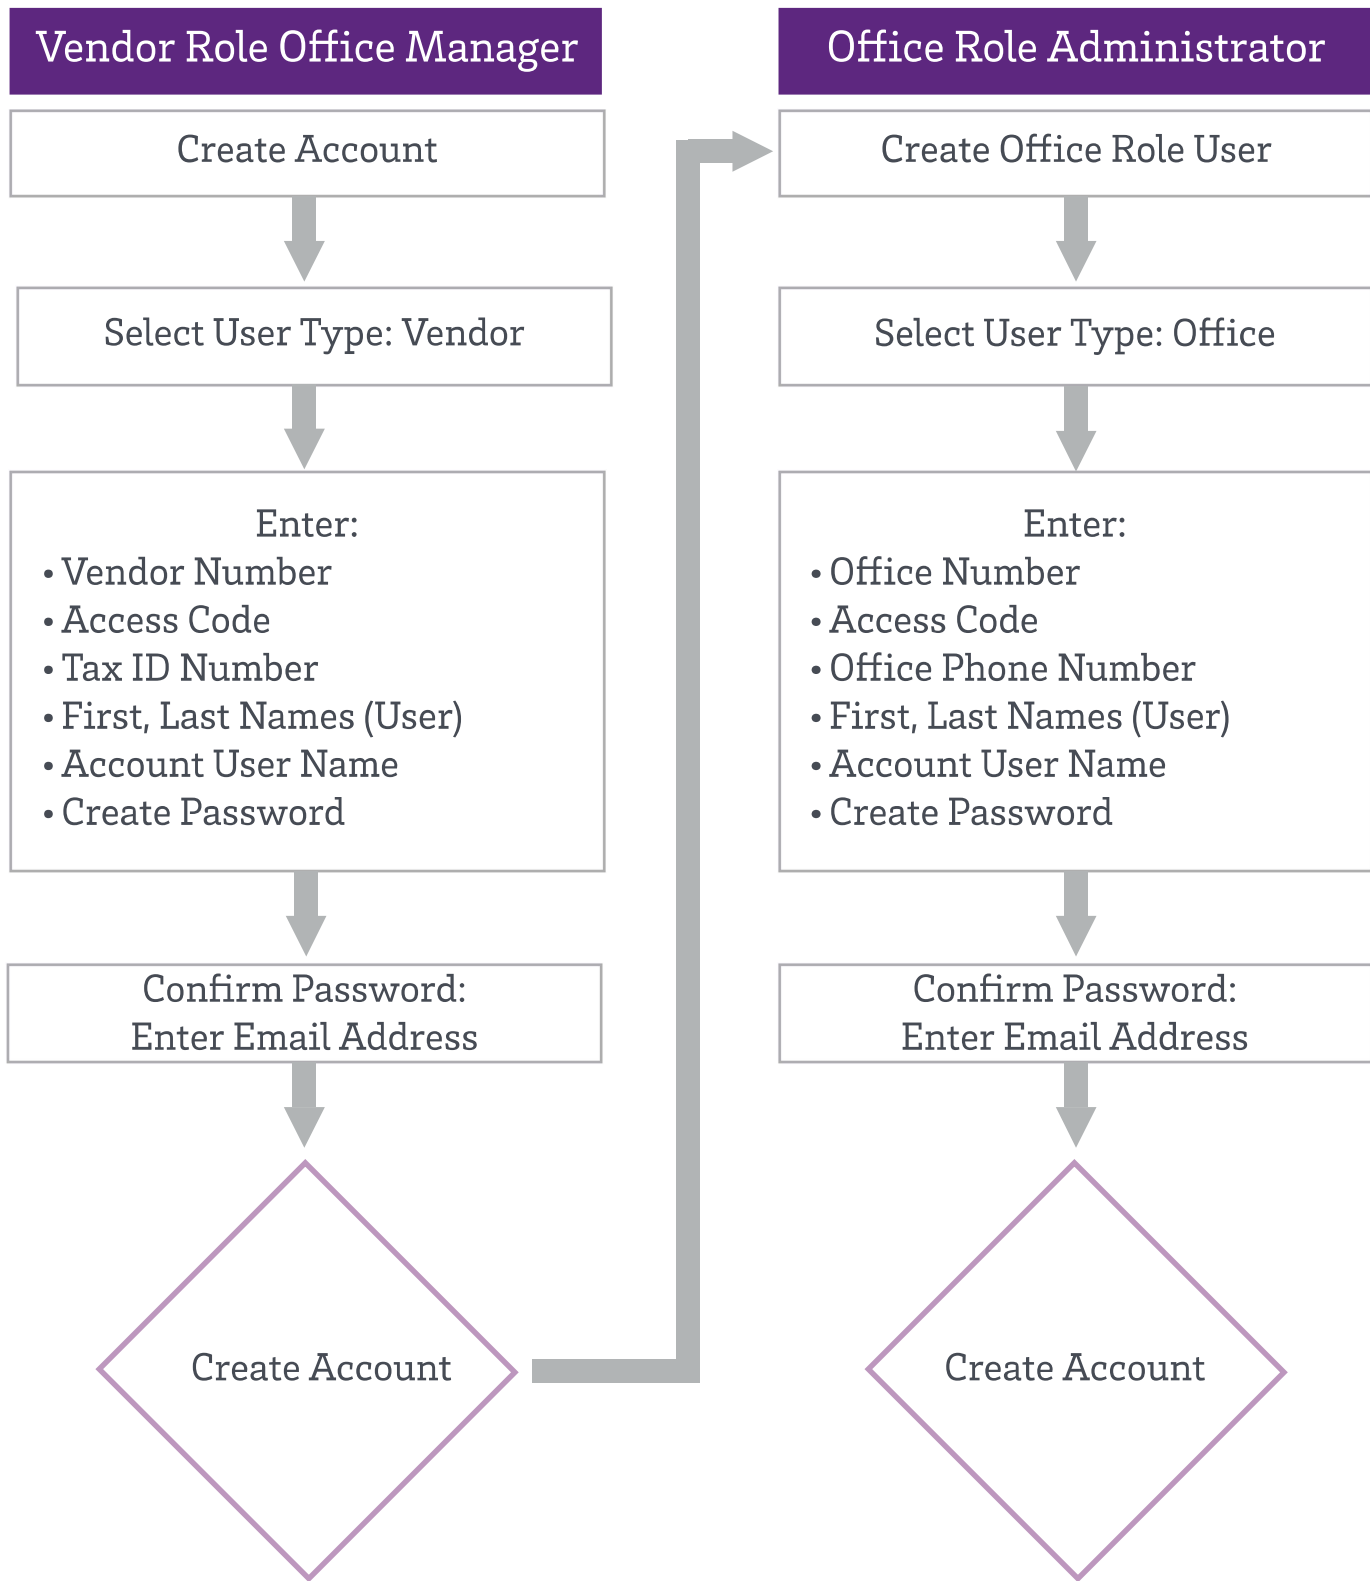 Vendor Role Office Manager
Create Account
Select User Type: Vendor
Enter:
• Vendor Number
• Access Code
• Tax ID Number
• First, Last Names (User)
• Account User Name
• Create Password
Confirm Password:
Enter Email Address
Create Account
Office Role Administrator
Create Office Role User
Select User Type: Office
Enter:
• Office Number
• Access Code
• Office Phone Number
• First, Last Names (User)
• Account User Name
• Create Password
Confirm Password:
Enter Email Address
Create Account